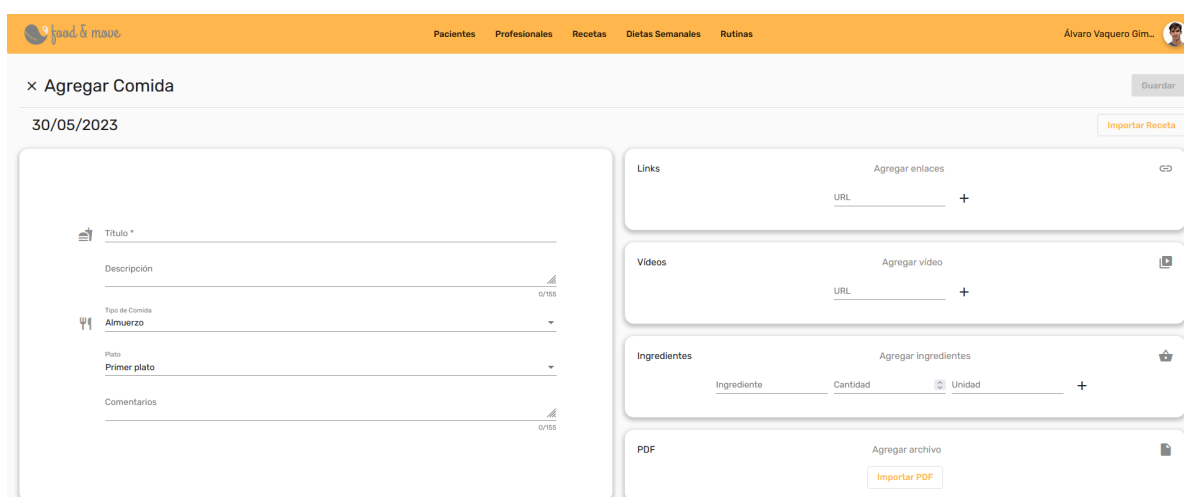 food & move
Pacientes Profesionales Recetas Dietas Semanales Rutinas
Álvaro Vaquero Gim...
× Agregar Comida
Guardar
30/05/2023
Importar Receta
Título *
Descripción
0/155
Tipo de Comida
Almuerzo
Plato
Primer plato
Comentarios
0/155
Links Agregar enlaces
URL +
Vídeos Agregar vídeo
URL +
Ingredientes Agregar ingredientes
Ingrediente Cantidad Unidad +
PDF Agregar archivo
Importar PDF